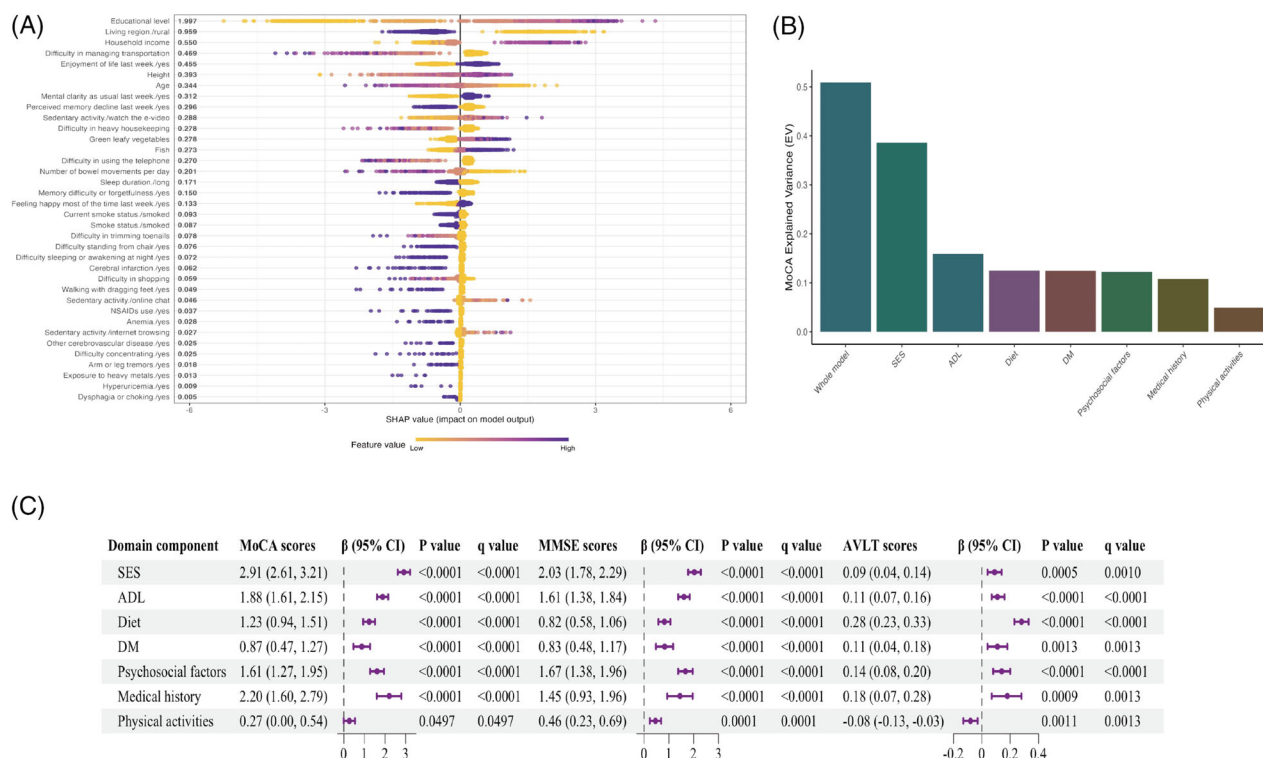 (A)
Educational level 1.997
Living region./rural 0.959
Household income 0.550
Difficulty in managing transportation 0.469
Enjoyment of life last week./yes 0.455
Height 0.393
Age 0.344
Mental clarity as usual last week./yes 0.312
Perceived memory decline last week./yes 0.296
Sedentary activity./watch the e-video 0.288
Difficulty in heavy housekeeping 0.278
Green leafy vegetables 0.278
Fish 0.273
Difficulty in using the telephone 0.270
Number of bowel movements per day 0.201
Sleep duration./long 0.171
Memory difficulty or forgetfulness./yes 0.150
Feeling happy most of the time last week./yes 0.133
Current smoke status./smoked 0.093
Smoke status./smoked 0.087
Difficulty in trimming toenails 0.078
Difficulty standing from chair./yes 0.076
Difficulty sleeping or awakening at night./yes 0.072
Cerebral infarction./yes 0.062
Difficulty in shopping 0.059
Walking with dragging feet./yes 0.049
Sedentary activity./online chat 0.046
NSAIDs use./yes 0.037
Anemia./yes 0.028
Sedentary activity./internet browsing 0.027
Other cerebrovascular disease./yes 0.025
Difficulty concentrating./yes 0.025
Arm or leg tremors./yes 0.018
Exposure to heavy metals./yes 0.013
Hyperuricemia./yes 0.009
Dysphagia or choking./yes 0.005
-6 -3 0 3 6
SHAP value (impact on model output)
Feature value
Low High
(B)
MoCA Explained Variance (EV)
0.5
0.4
0.3
0.2
0.1
0.0
Whole model
SES
ADL
Diet
DM
Psychosocial factors
Medical history
Physical activities
(C)
Domain component MoCA scores β (95% CI) P value q value MMSE scores β (95% CI) P value q value AVLT scores β (95% CI) P value q value
SES 2.91 (2.61, 3.21) <0.0001 <0.0001 2.03 (1.78, 2.29) <0.0001 <0.0001 0.09 (0.04, 0.14) 0.0005 0.0010
ADL 1.88 (1.61, 2.15) <0.0001 <0.0001 1.61 (1.38, 1.84) <0.0001 <0.0001 0.11 (0.07, 0.16) <0.0001 <0.0001
Diet 1.23 (0.94, 1.51) <0.0001 <0.0001 0.82 (0.58, 1.06) <0.0001 <0.0001 0.28 (0.23, 0.33) <0.0001 <0.0001
DM 0.87 (0.47, 1.27) <0.0001 <0.0001 0.83 (0.48, 1.17) <0.0001 <0.0001 0.11 (0.04, 0.18) 0.0013 0.0013
Psychosocial factors 1.61 (1.27, 1.95) <0.0001 <0.0001 1.67 (1.38, 1.96) <0.0001 <0.0001 0.14 (0.08, 0.20) <0.0001 <0.0001
Medical history 2.20 (1.60, 2.79) <0.0001 <0.0001 1.45 (0.93, 1.96) <0.0001 <0.0001 0.18 (0.07, 0.28) 0.0009 0.0013
Physical activities 0.27 (0.00, 0.54) 0.0497 0.0497 0.46 (0.23, 0.69) 0.0001 0.0001 -0.08 (-0.13, -0.03) 0.0011 0.0013
0 1 2 3 0 1 2 3 -0.2 0 0.2 0.4